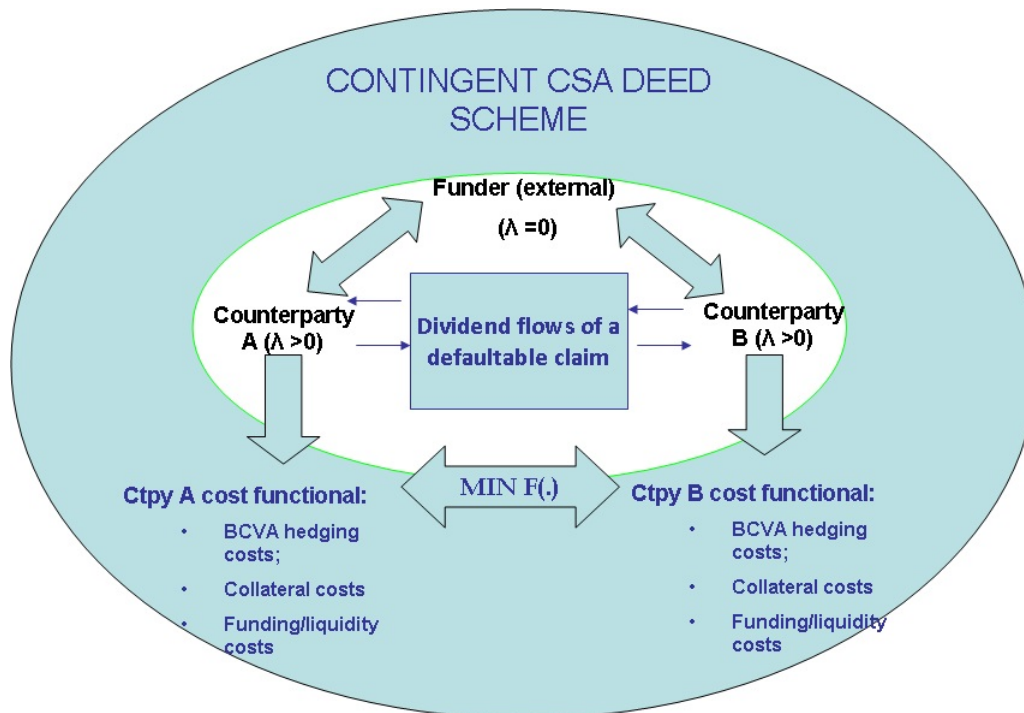 CONTINGENT CSA DEED
SCHEME
Funder (external)
(λ =0)
Counterparty
A (λ >0)
Dividend flows of a
defaultable claim
Counterparty
B (λ >0)
MIN F(.)
Ctpy A cost functional:
• BCVA hedging
costs;
• Collateral costs
• Funding/liquidity
costs
Ctpy B cost functional:
• BCVA hedging
costs;
• Collateral costs
• Funding/liquidity
costs